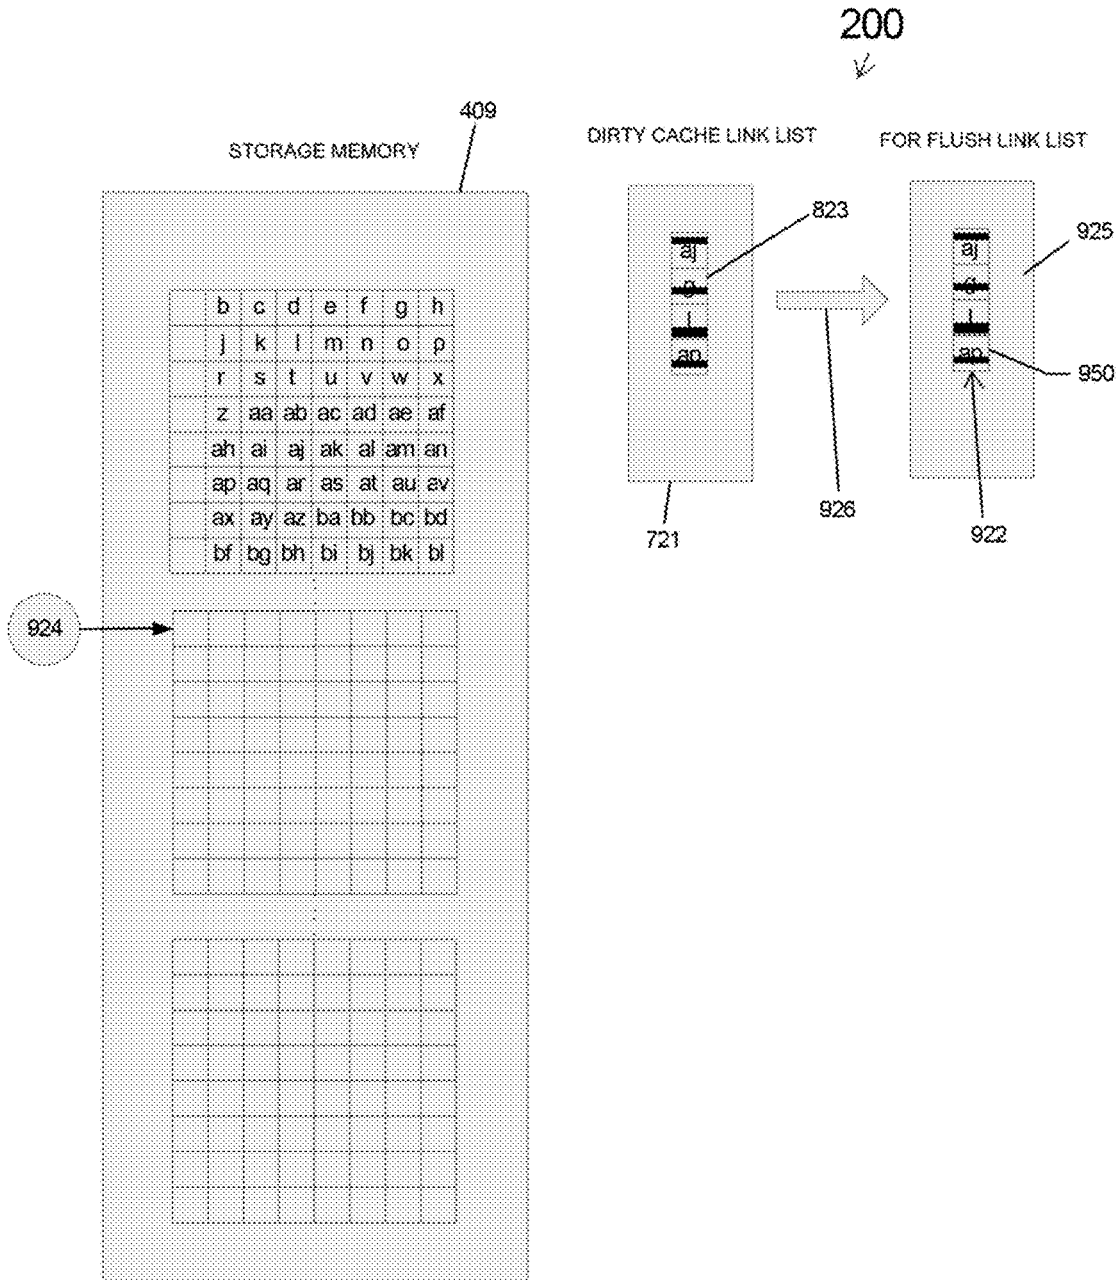 200
409
STORAGE MEMORY
DIRTY CACHE LINK LIST
FOR FLUSH LINK LIST
b c d e f g h
j k l m n o p
r s t u v w x
z aa ab ac ad ae af
ah ai aj ak al am an
ap aq ar as at au av
ax ay az ba bb bc bd
bf bg bh bi bj bk bl
924
aj
823
721
926
aj
925
950
922